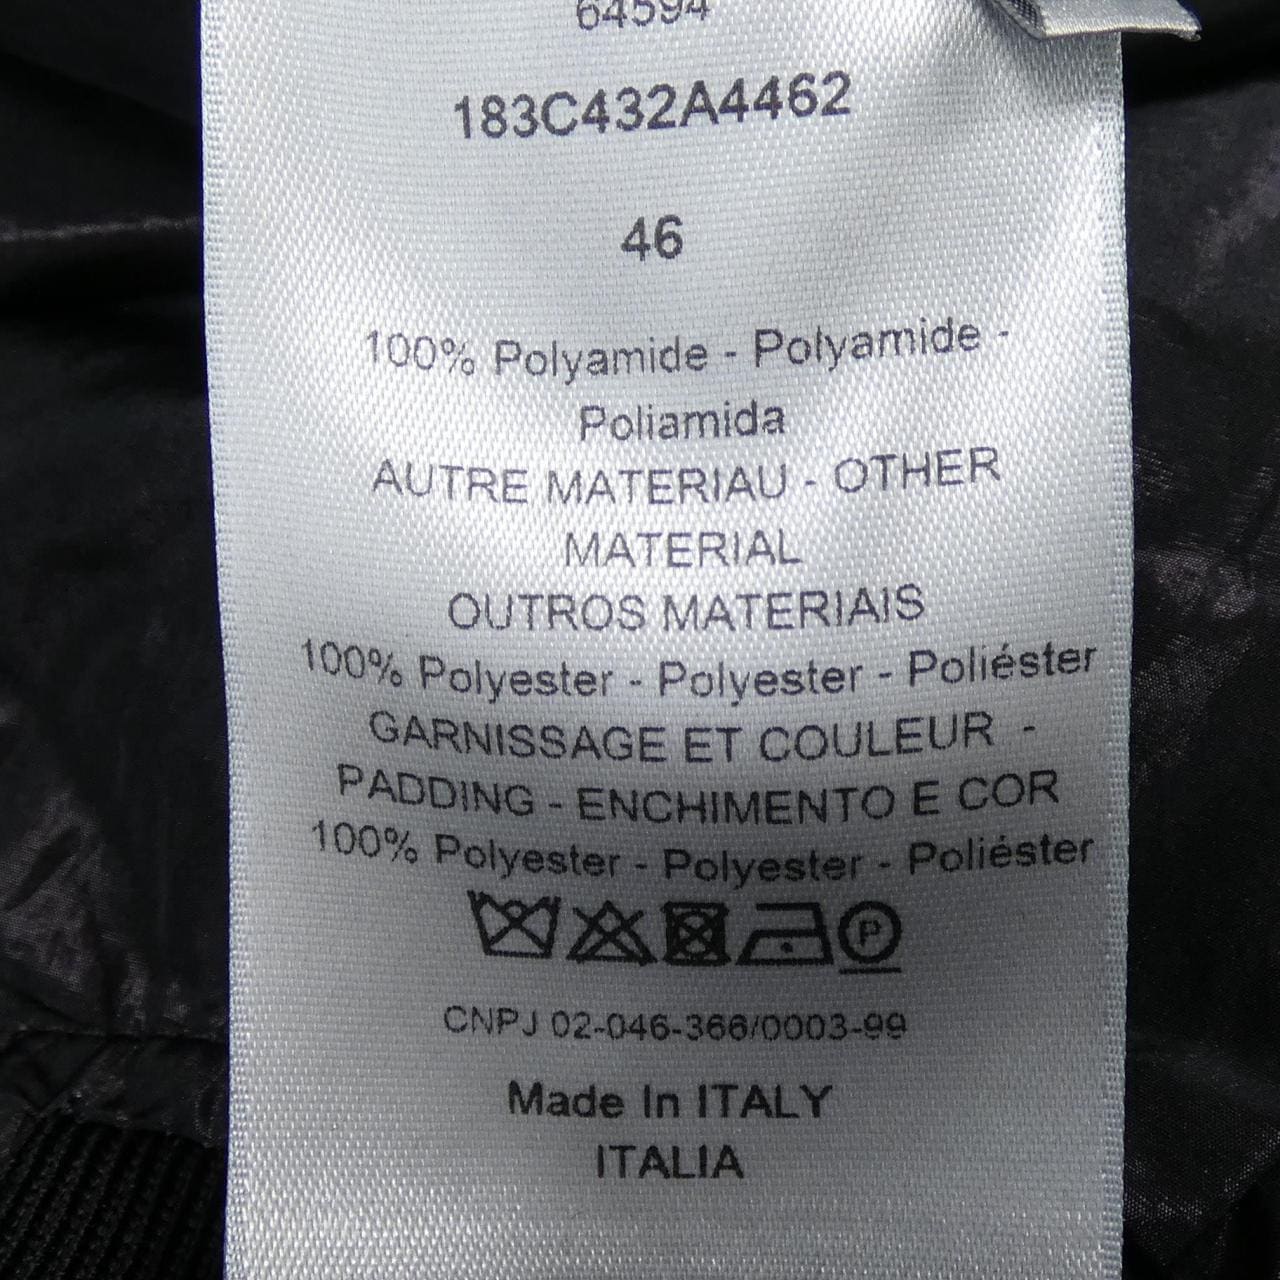 64594
183C432A4462
46
100% Polyamide - Polyamide -
Poliamida
AUTRE MATERIAU - OTHER
MATERIAL
OUTROS MATERIAIS
100% Polyester - Polyester - Poliéster
GARNISSAGE ET COULEUR -
PADDING - ENCHIMENTO E COR
100% Polyester - Polyester - Poliéster
P
CNPJ 02-046-366/0003-99
Made In ITALY
ITALIA